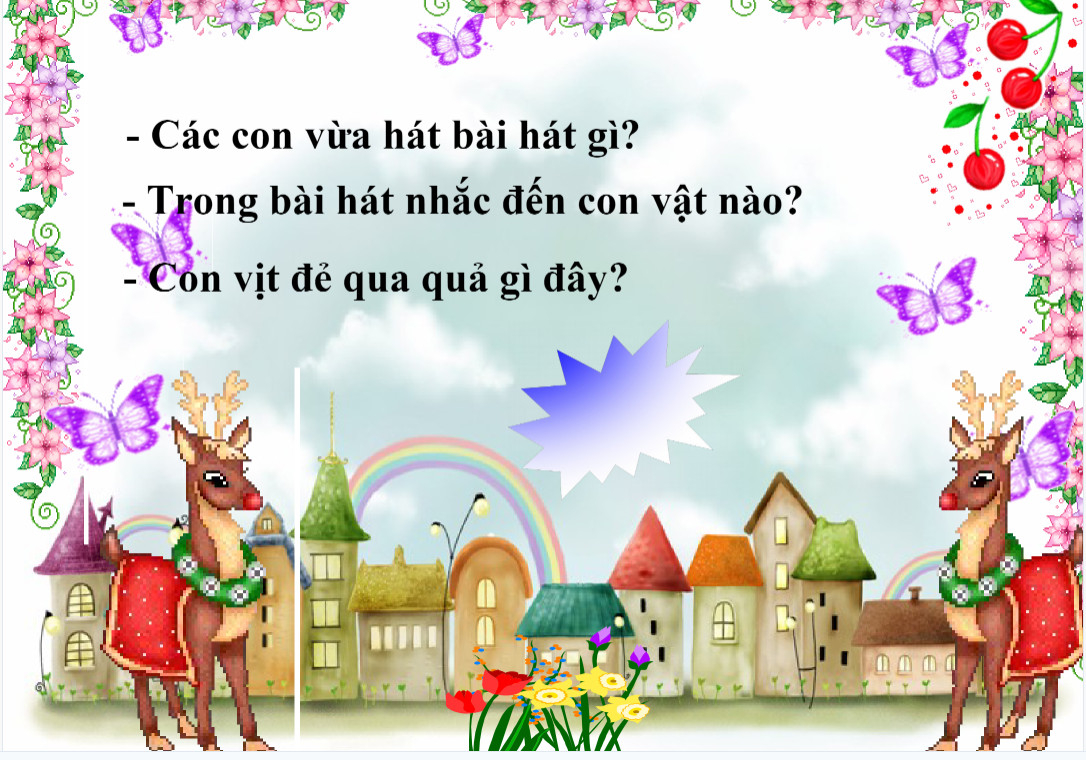 - Các con vừa hát bài hát gì?
- Trong bài hát nhắc đến con vật nào?
- Con vịt đẻ qua quả gì đây?